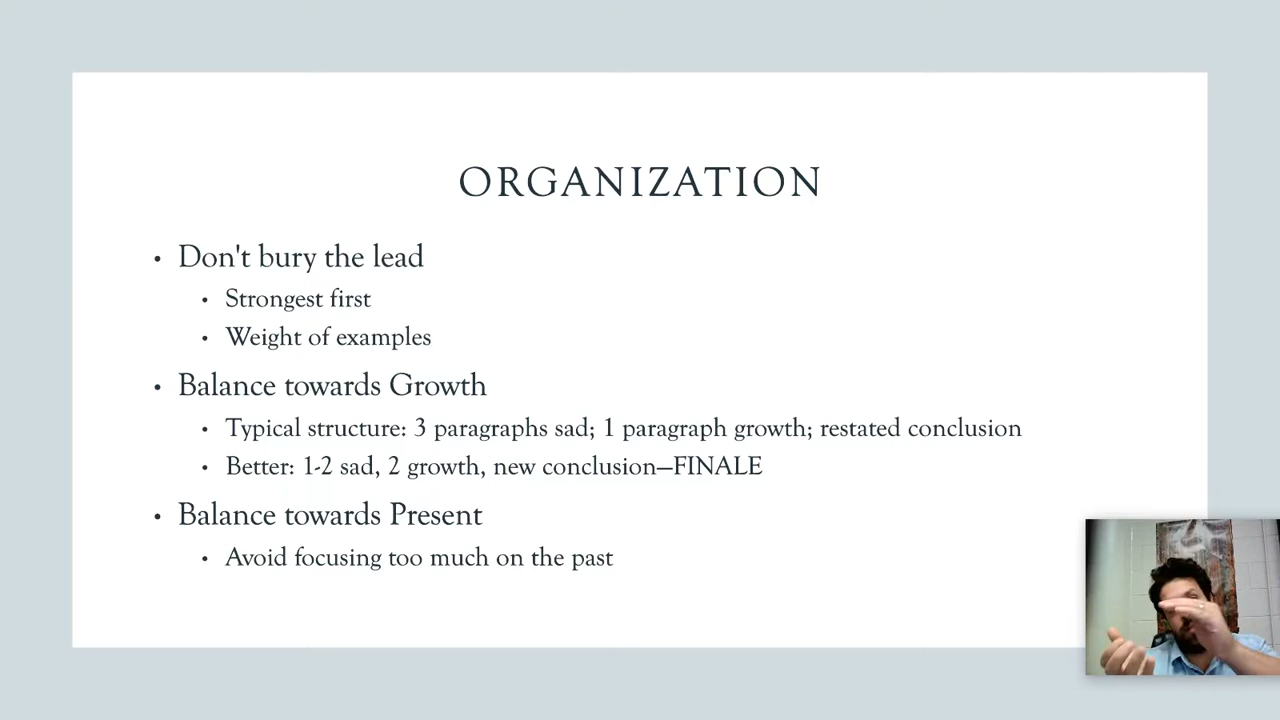 ORGANIZATION
• Don't bury the lead
• Strongest first
• Weight of examples
• Balance towards Growth
• Typical structure: 3 paragraphs sad; 1 paragraph growth; restated conclusion
• Better: 1-2 sad, 2 growth, new conclusion—FINALE
• Balance towards Present
• Avoid focusing too much on the past